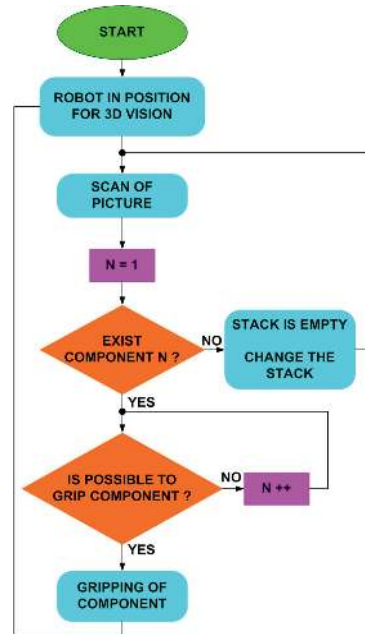 START
ROBOT IN POSITION
FOR 3D VISION
SCAN OF
PICTURE
N = 1
EXIST
COMPONENT N ?
NO
STACK IS EMPTY
CHANGE THE
STACK
YES
IS POSSIBLE TO
GRIP COMPONENT ?
NO
N ++
YES
GRIPPING OF
COMPONENT